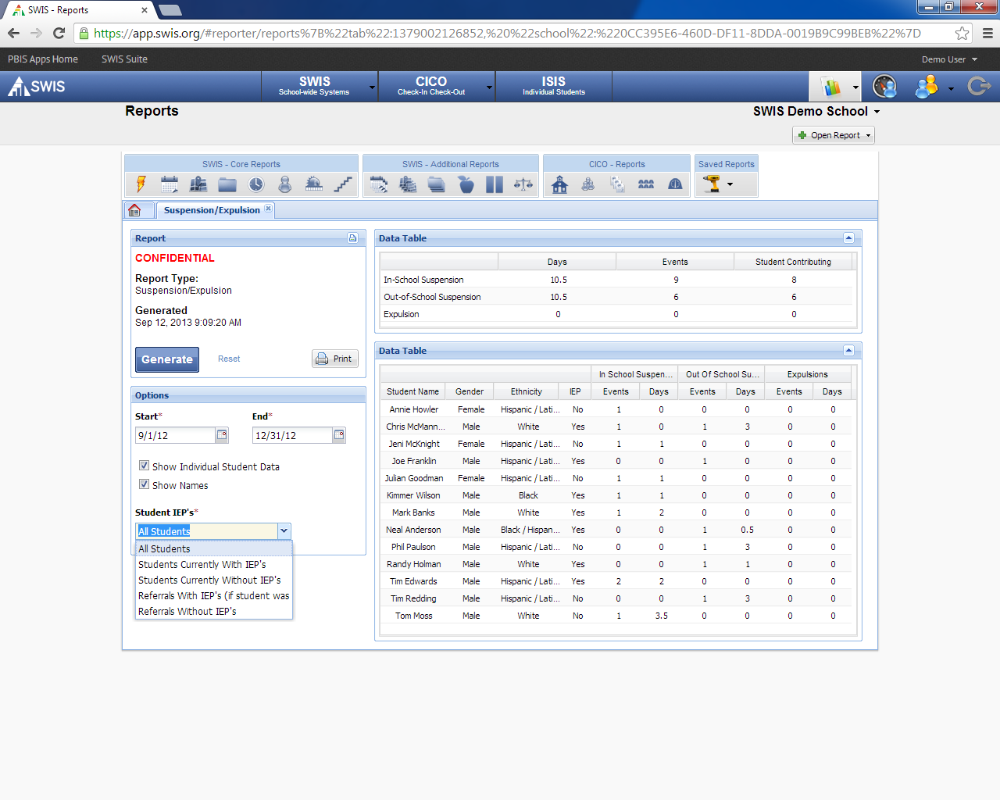 SWIS - Reports
https://app.swis.org/#reporter/reports%7B%22tab%22:1379002126852,%20%22school%22:%220CC395E6-460D-DF11-8DDA-0019B9C99BEB%22%7D
PBIS Apps Home SWIS Suite Demo User
SWIS
SWIS
School-wide Systems
CICO
Check-In Check-Out
ISIS
Individual Students
Reports
SWIS Demo School
Open Report
SWIS - Core Reports SWIS - Additional Reports CICO - Reports Saved Reports
Suspension/Expulsion
Report
CONFIDENTIAL
Report Type:
Suspension/Expulsion
Generated
Sep 12, 2013 9:09:20 AM
Generate Reset Print
Options
Start* End*
9/1/12 12/31/12
Show Individual Student Data
Show Names
Student IEP's*
All Students
All Students
Students Currently With IEP's
Students Currently Without IEP's
Referrals With IEP's (if student was
Referrals Without IEP's
Data Table
Days Events Student Contributing
In-School Suspension 10.5 9 8
Out-of-School Suspension 10.5 6 6
Expulsion 0 0 0
Data Table
In School Suspen... Out Of School Su... Expulsions
Student Name Gender Ethnicity IEP Events Days Events Days Events Days
Annie Howler Female Hispanic / Lati... No 1 0 0 0 0 0
Chris McMann... Male White Yes 1 0 1 3 0 0
Jeni McKnight Female Hispanic / Lati... No 1 1 0 0 0 0
Joe Franklin Male Hispanic / Lati... Yes 0 0 1 0 0 0
Julian Goodman Female Hispanic / Lati... No 1 1 0 0 0 0
Kimmer Wilson Male Black Yes 1 1 0 0 0 0
Mark Banks Male White Yes 1 2 0 0 0 0
Neal Anderson Male Black / Hispan... Yes 0 0 1 0.5 0 0
Phil Paulson Male Hispanic / Lati... No 0 0 1 3 0 0
Randy Holman Male White Yes 0 0 1 1 0 0
Tim Edwards Male Hispanic / Lati... Yes 2 2 0 0 0 0
Tim Redding Male Hispanic / Lati... No 0 0 1 3 0 0
Tom Moss Male White No 1 3.5 0 0 0 0